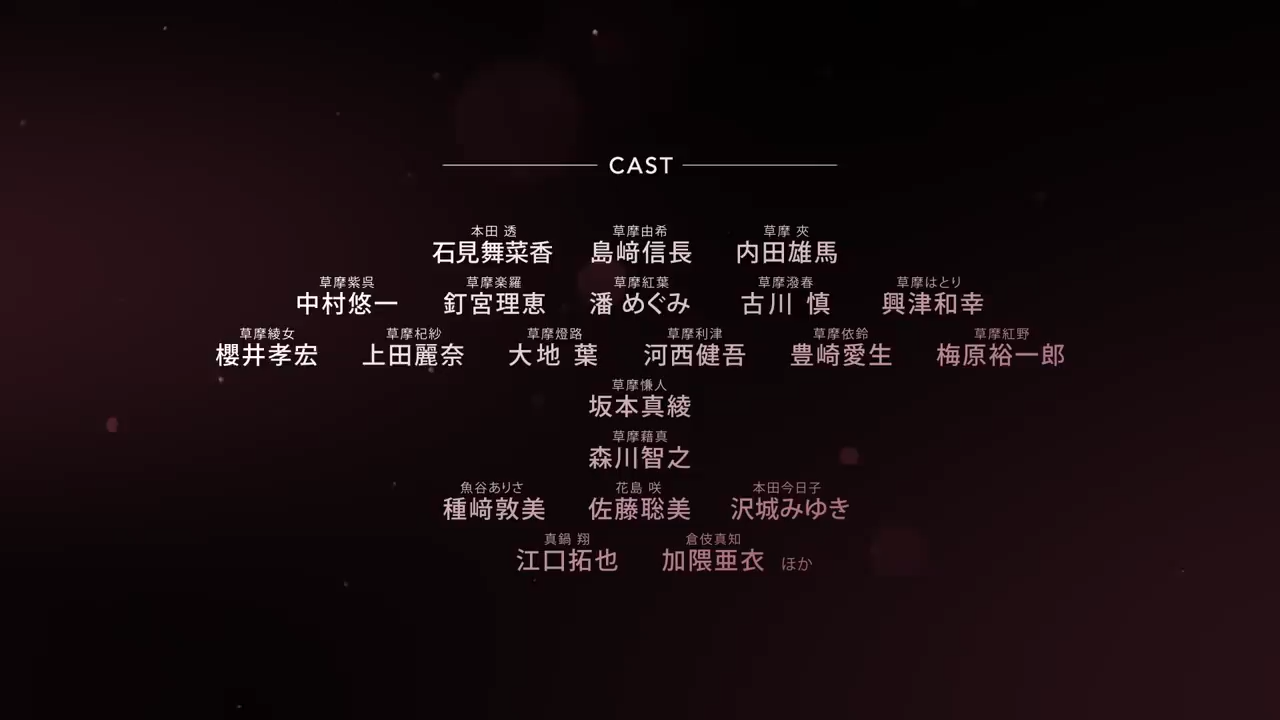 CAST
本田 透 草摩由希 草摩 夾
石見舞菜香 島﨑信長 内田雄馬
草摩紫呉 草摩楽羅 草摩紅葉 草摩潑春 草摩はとり
中村悠一 釘宮理恵 潘 めぐみ 古川 慎 興津和幸
草摩綾女 草摩杞紗 草摩燈路 草摩利津 草摩依鈴 草摩紅野
櫻井孝宏 上田麗奈 大地 葉 河西健吾 豊崎愛生 梅原裕一郎
草摩慊人
坂本真綾
草摩藉真
森川智之
魚谷ありさ 花島 咲 本田今日子
種﨑敦美 佐藤聡美 沢城みゆき
真鍋 翔 倉伎真知
江口拓也 加隈亜衣 ほか